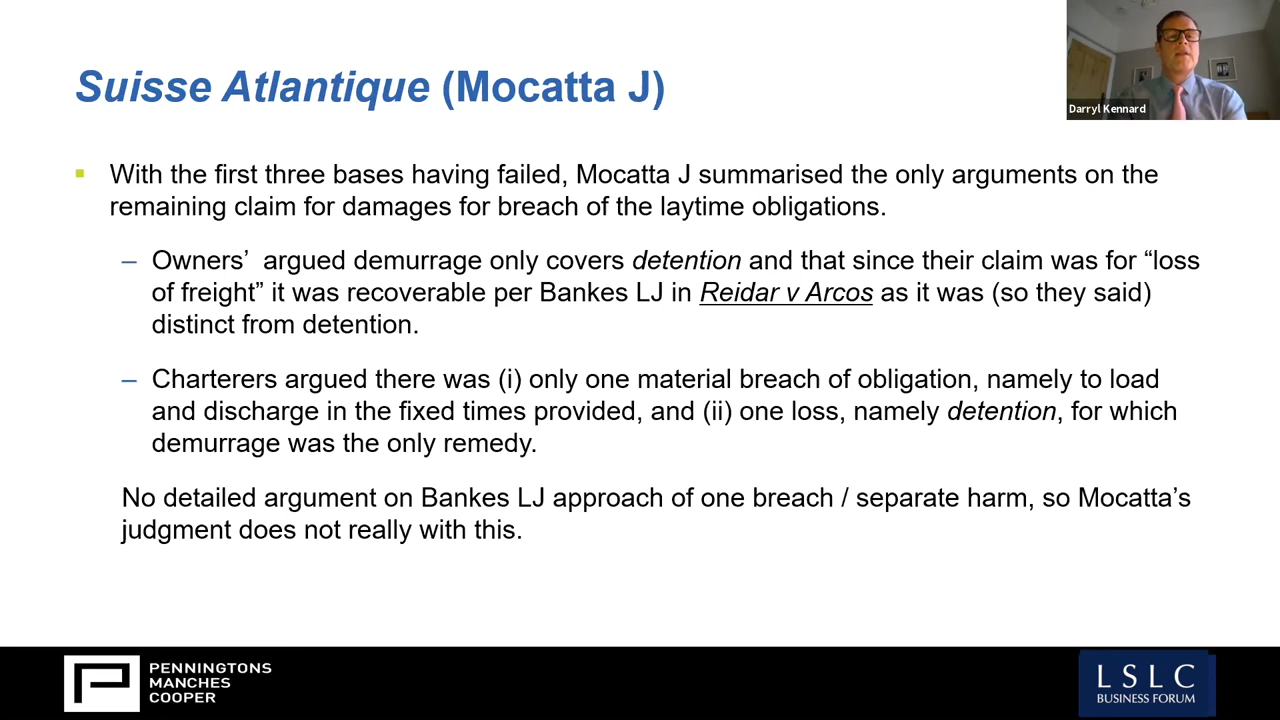 Suisse Atlantique (Mocatta J)
Darryl Kennard
With the first three bases having failed, Mocatta J summarised the only arguments on the
remaining claim for damages for breach of the laytime obligations.
– Owners’ argued demurrage only covers detention and that since their claim was for “loss
of freight” it was recoverable per Bankes LJ in Reidar v Arcos as it was (so they said)
distinct from detention.
– Charterers argued there was (i) only one material breach of obligation, namely to load
and discharge in the fixed times provided, and (ii) one loss, namely detention, for which
demurrage was the only remedy.
No detailed argument on Bankes LJ approach of one breach / separate harm, so Mocatta’s
judgment does not really with this.
PENNINGTONS
MANCHES
COOPER
LSLC
BUSINESS FORUM